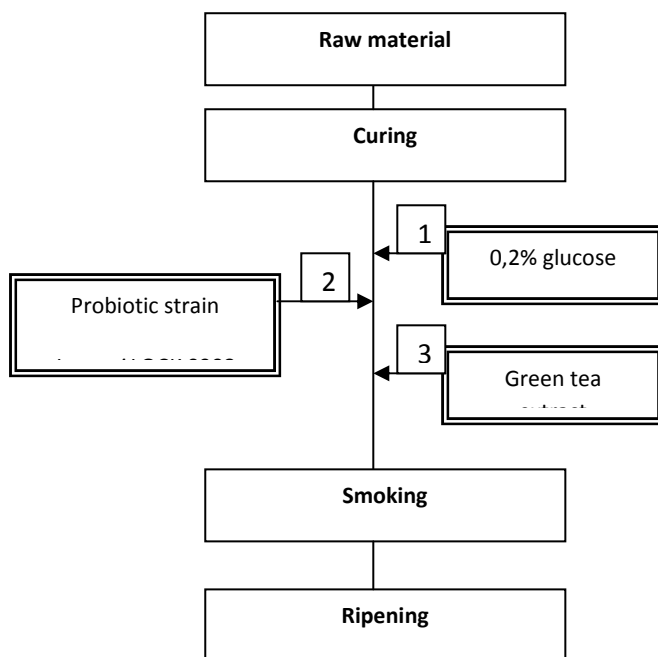 Raw material
Curing
1
0,2% glucose
2
Probiotic strain
3
Green tea
Smoking
Ripening